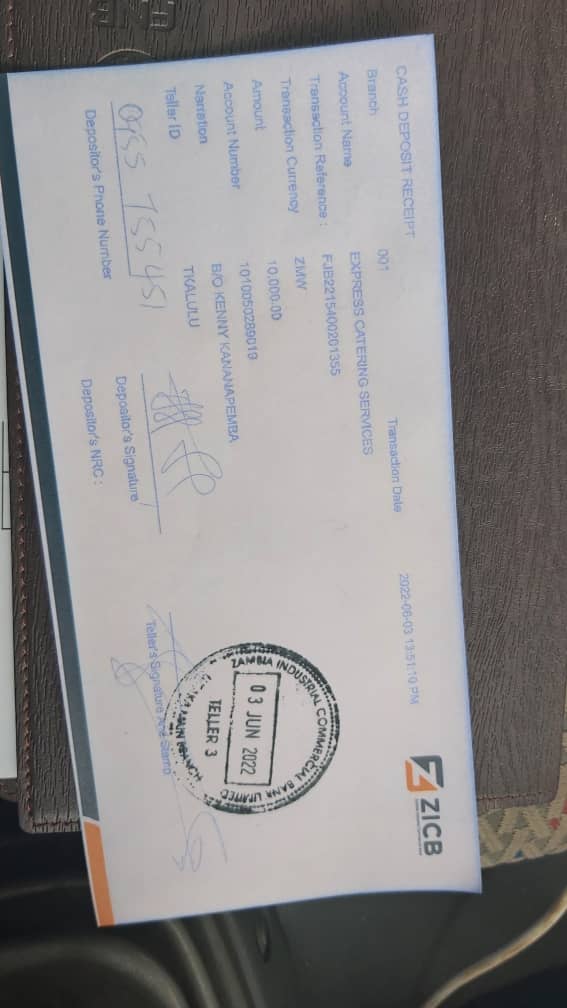 CASH DEPOSIT RECEIPT
ZICB
Branch 001 Transaction Date 2022-06-03 13:51:10 PM
Account Name EXPRESS CATERING SERVICES
Transaction Reference : FJB2215400201355
Transaction Currency ZMW
Amount 10,000.00
Account Number 1010050289019
Narration B/O KENNY KANANAPEMBA
Teller ID TKALULU
0955 755451
Depositor's Phone Number Depositor's Signature Teller's Signature And Stamp
Depositor's NRC :
ZAMBIA INDUSTRIAL COMMERCIAL BANK LIMITED
03 JUN 2022
TELLER 3
BRANCH